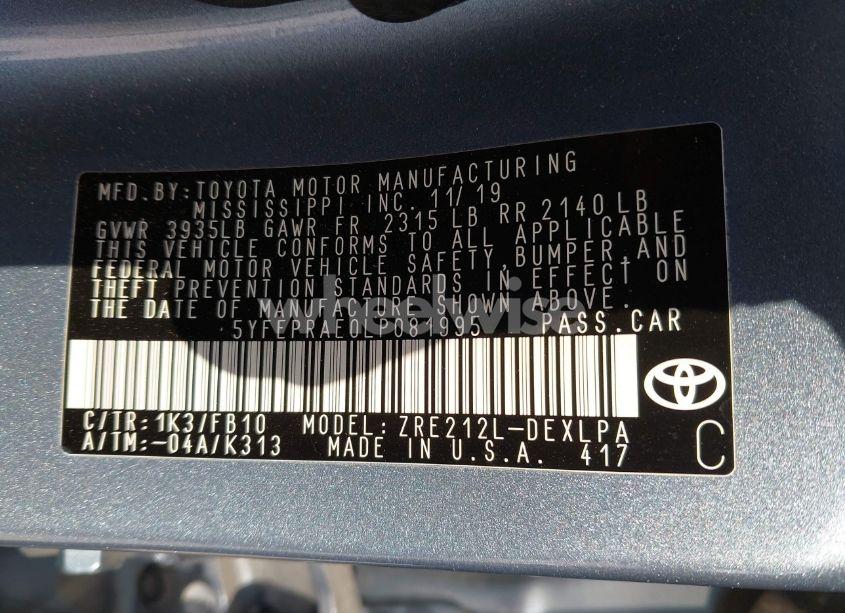 MFD. BY: TOYOTA MOTOR MANUFACTURING
MISSISSIPPI INC. 11/19
GVWR 3935LB GAWR FR 2315 LB RR 2140 LB
THIS VEHICLE CONFORMS TO ALL APPLICABLE
FEDERAL MOTOR VEHICLE SAFETY, BUMPER, AND
THEFT PREVENTION STANDARDS IN EFFECT ON
THE DATE OF MANUFACTURE SHOWN ABOVE.
wheelwise
PASS. CAR
C/TR: 1K3/FB10 MODEL: ZRE212L-DEXLPA
A/TM: -04A/K313 MADE IN U.S.A. 417
C